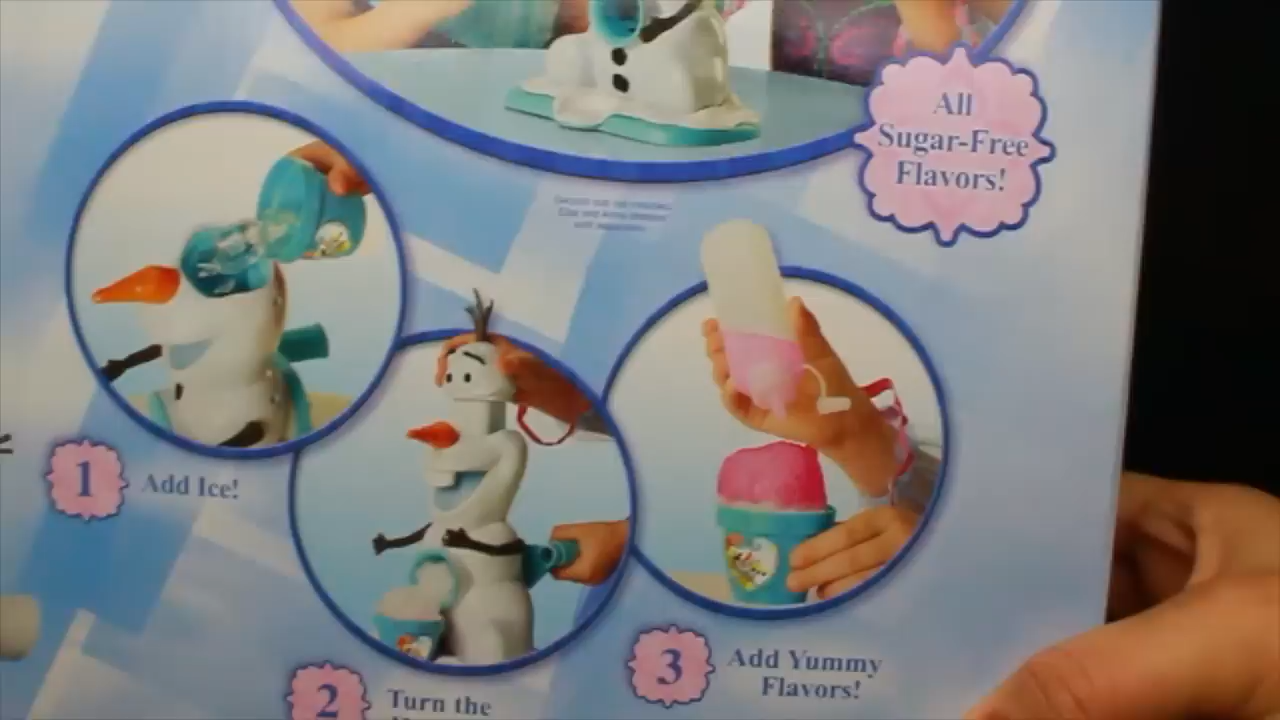 All
Sugar-Free
Flavors!
1
Add Ice!
2
Turn the
3
Add Yummy
Flavors!